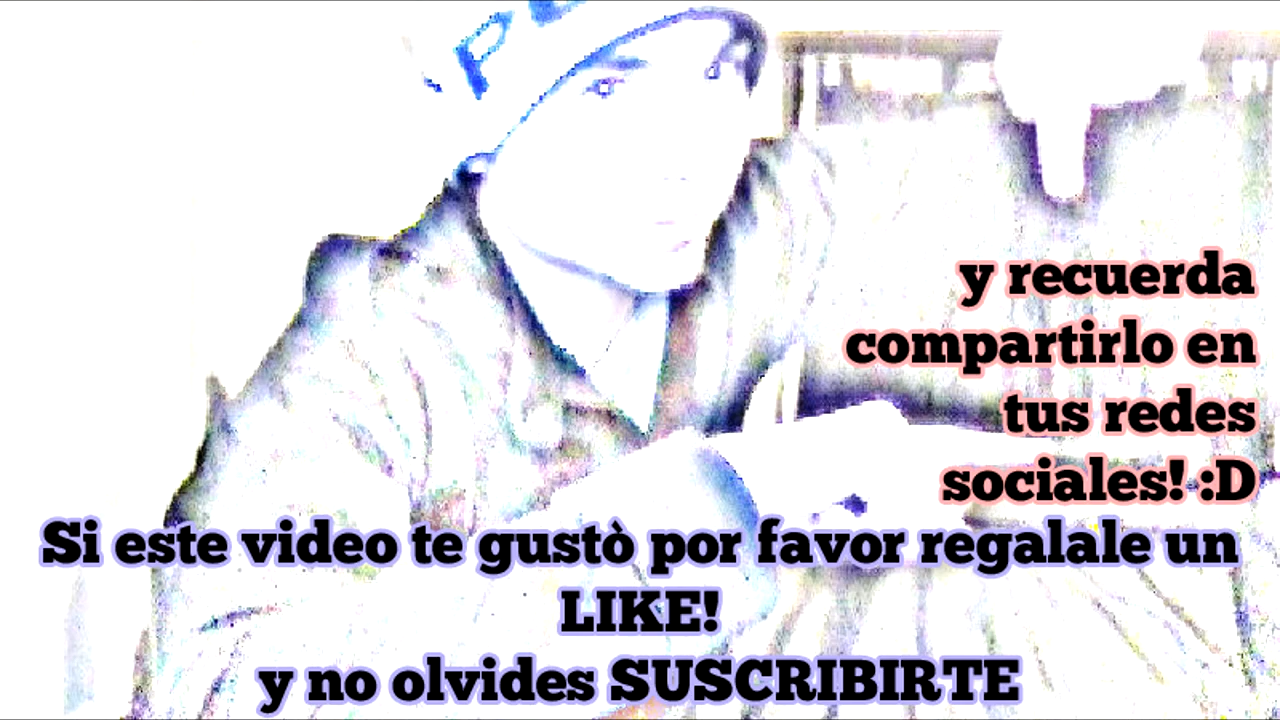 y recuerda
compartirlo en
tus redes
sociales! :D
Si este video te gustò por favor regalale un
LIKE!
y no olvides SUSCRIBIRTE